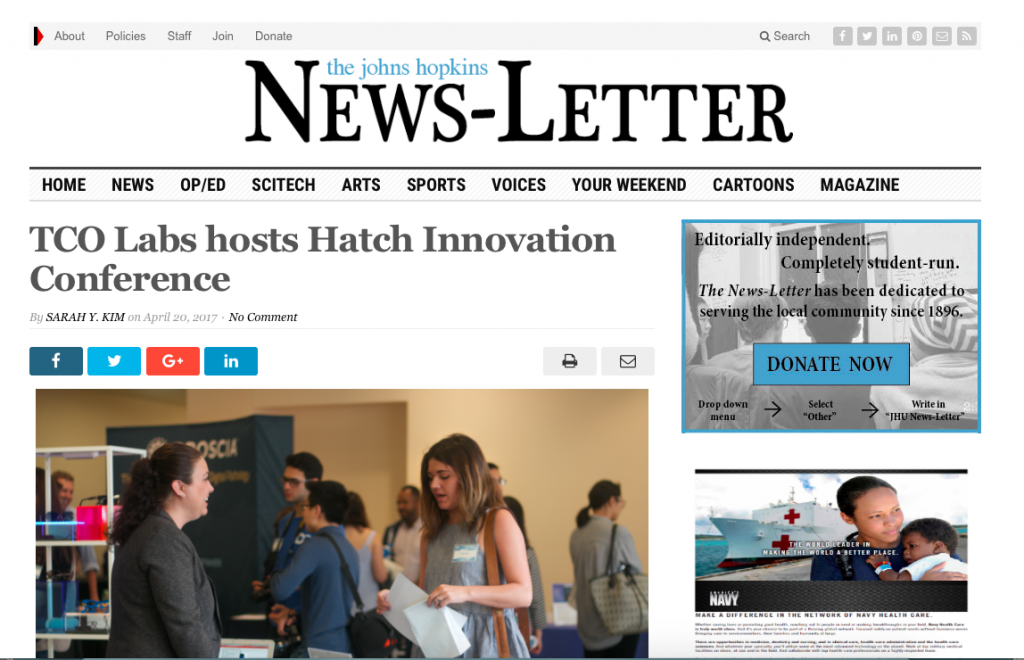 About Policies Staff Join Donate Search
the johns hopkins
NEWS-LETTER
HOME NEWS OP/ED SCITECH ARTS SPORTS VOICES YOUR WEEKEND CARTOONS MAGAZINE
TCO Labs hosts Hatch Innovation
Conference
By SARAH Y. KIM on April 20, 2017 · No Comment
f G+ in
OSCIA
Editorially independent.
Completely student-run.
The News-Letter has been dedicated to
serving the local community since 1896.
DONATE NOW
Drop down
menu
Select
"Other"
Write in
"JHU News-Letter"
THE WORLD LEADER IN
MAKING THE WORLD A BETTER PLACE.
AMERICA'S
NAVY
MAKE A DIFFERENCE IN THE NETWORK OF NAVY HEALTH CARE.